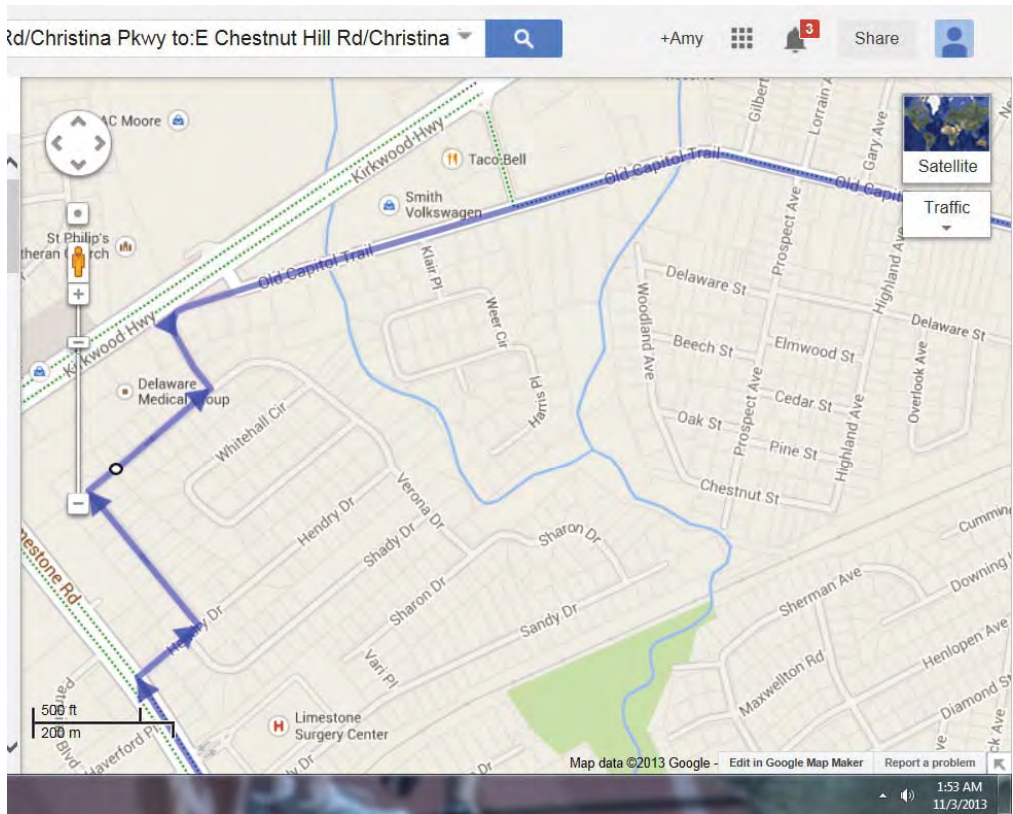 Rd/Christina Pkwy to:E Chestnut Hill Rd/Christina
+Amy
3
Share
AC Moore
Kirkwood Hwy
Taco Bell
Smith
Volkswagen
St Philip's
theran Church
Old Capitol Trail
Old Capitol Trail
Old Capit
Gilbert
Lorrain A
Gary Ave
Satellite
Traffic
Klair Pl
Weer Cir
Harris Pl
Woodland Ave
Delaware St
Prospect Ave
Highland Ave
Delaware St
Beech St
Elmwood St
Overlook Ave
Kirkwood Hwy
Delaware
Medical Group
Whitehall Cir
Prospect Ave
Cedar St
Oak St
Pine St
Highland Ave
Chestnut St
Verona Dr
Hendry Dr
Shady Dr
Sharon Dr
Cumming
mestone Rd
Sharon Dr
Sherman Ave
Downing
Hendry Dr
Sandy Dr
Vari Pl
Henlopen Ave
Maxwellton Rd
Diamond S
500 ft
200 m
Haverford Pl
Limestone
Surgery Center
Map data ©2013 Google -
Edit in Google Map Maker
Report a problem
1:53 AM
11/3/2013